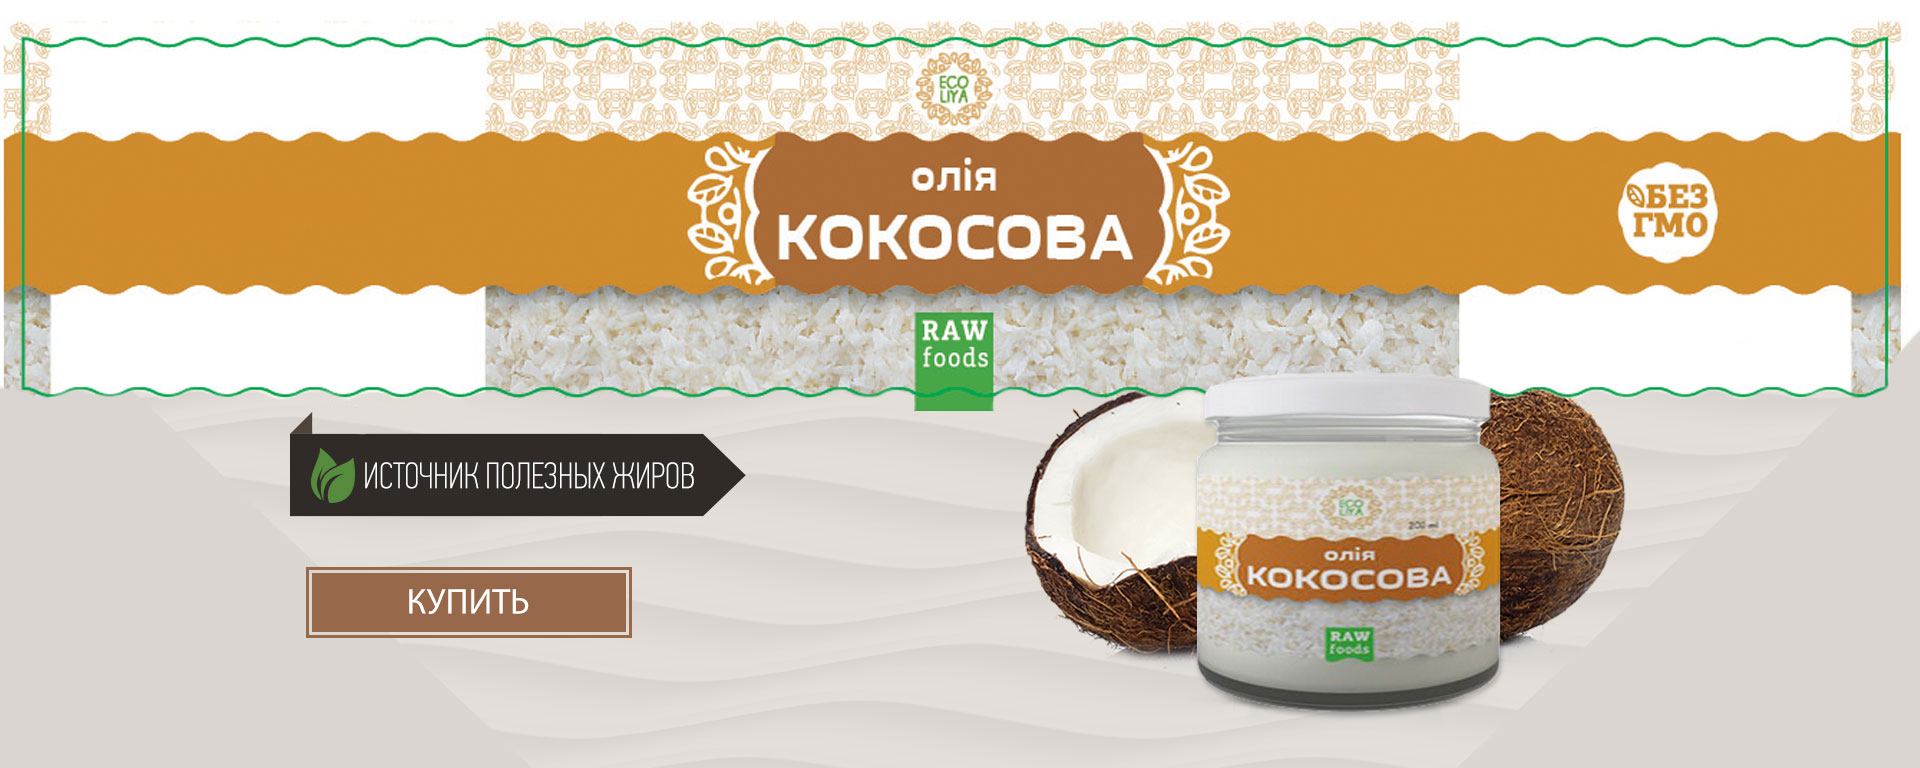 ECO
LIYA
олія
КОКОСОВА
БЕЗ
ГМО
RAW
foods
ИСТОЧНИК ПОЛЕЗНЫХ ЖИРОВ
КУПИТЬ
ECO
LIYA
200 ml
олія
КОКОСОВА
RAW
foods